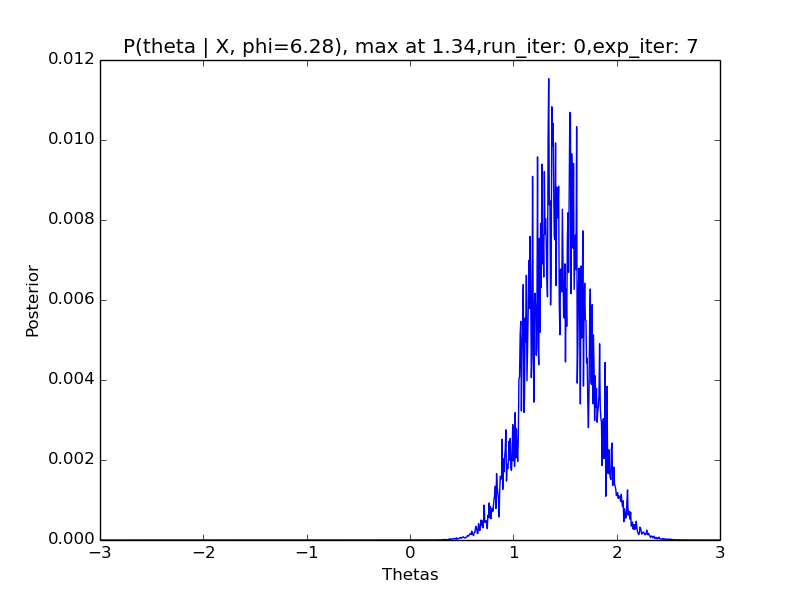 P(theta | X, phi=6.28), max at 1.34,run_iter: 0,exp_iter: 7
0.012
0.010
0.008
0.006
0.004
0.002
0.000
Posterior
−3 −2 −1 0 1 2 3
Thetas